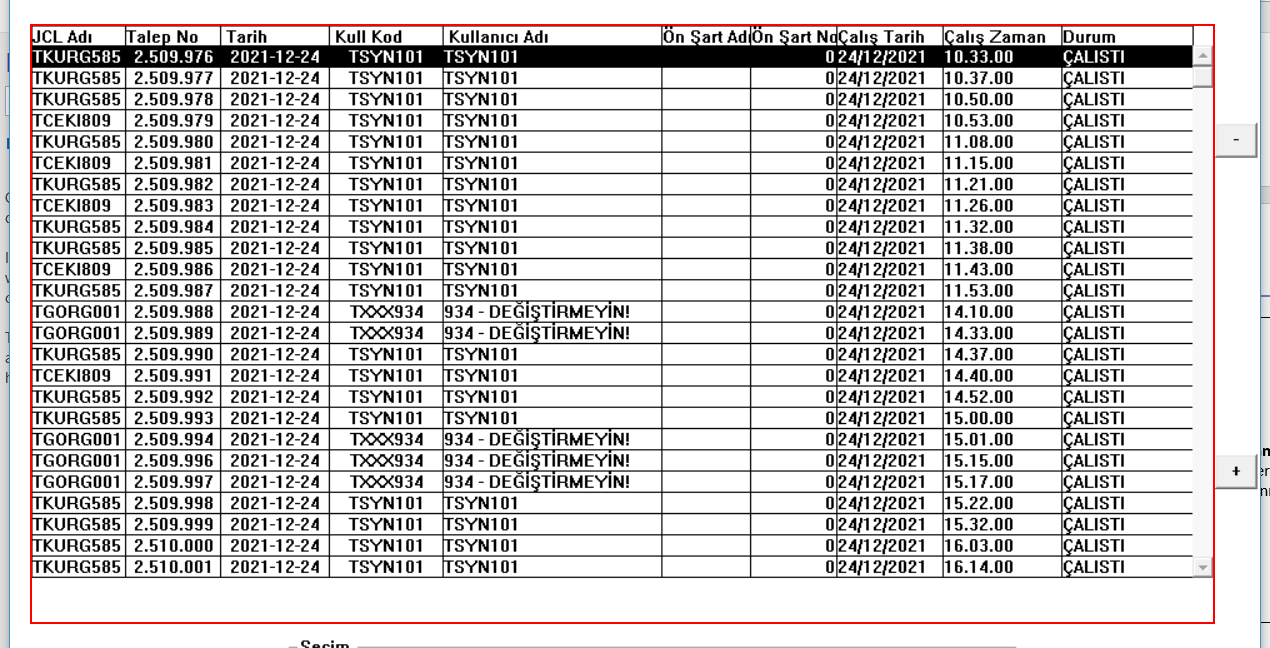 JCL Adı Talep No Tarih Kull Kod Kullanıcı Adı Ön Şart Adı Ön Şart No Çalış Tarih Çalış Zaman Durum
TKURG585 2.509.976 2021-12-24 TSYN101 TSYN101 0 24/12/2021 10.33.00 ÇALISTI
TKURG585 2.509.977 2021-12-24 TSYN101 TSYN101 0 24/12/2021 10.37.00 ÇALISTI
TKURG585 2.509.978 2021-12-24 TSYN101 TSYN101 0 24/12/2021 10.50.00 ÇALISTI
TCEKI809 2.509.979 2021-12-24 TSYN101 TSYN101 0 24/12/2021 10.53.00 ÇALISTI
TKURG585 2.509.980 2021-12-24 TSYN101 TSYN101 0 24/12/2021 11.08.00 ÇALISTI
TCEKI809 2.509.981 2021-12-24 TSYN101 TSYN101 0 24/12/2021 11.15.00 ÇALISTI
TKURG585 2.509.982 2021-12-24 TSYN101 TSYN101 0 24/12/2021 11.21.00 ÇALISTI
TCEKI809 2.509.983 2021-12-24 TSYN101 TSYN101 0 24/12/2021 11.26.00 ÇALISTI
TKURG585 2.509.984 2021-12-24 TSYN101 TSYN101 0 24/12/2021 11.32.00 ÇALISTI
TKURG585 2.509.985 2021-12-24 TSYN101 TSYN101 0 24/12/2021 11.38.00 ÇALISTI
TCEKI809 2.509.986 2021-12-24 TSYN101 TSYN101 0 24/12/2021 11.43.00 ÇALISTI
TKURG585 2.509.987 2021-12-24 TSYN101 TSYN101 0 24/12/2021 11.53.00 ÇALISTI
TGORG001 2.509.988 2021-12-24 TXXX934 934 - DEĞİŞTİRMEYİN! 0 24/12/2021 14.10.00 ÇALISTI
TGORG001 2.509.989 2021-12-24 TXXX934 934 - DEĞİŞTİRMEYİN! 0 24/12/2021 14.33.00 ÇALISTI
TKURG585 2.509.990 2021-12-24 TSYN101 TSYN101 0 24/12/2021 14.37.00 ÇALISTI
TCEKI809 2.509.991 2021-12-24 TSYN101 TSYN101 0 24/12/2021 14.40.00 ÇALISTI
TKURG585 2.509.992 2021-12-24 TSYN101 TSYN101 0 24/12/2021 14.52.00 ÇALISTI
TKURG585 2.509.993 2021-12-24 TSYN101 TSYN101 0 24/12/2021 15.00.00 ÇALISTI
TGORG001 2.509.994 2021-12-24 TXXX934 934 - DEĞİŞTİRMEYİN! 0 24/12/2021 15.01.00 ÇALISTI
TGORG001 2.509.996 2021-12-24 TXXX934 934 - DEĞİŞTİRMEYİN! 0 24/12/2021 15.15.00 ÇALISTI
TGORG001 2.509.997 2021-12-24 TXXX934 934 - DEĞİŞTİRMEYİN! 0 24/12/2021 15.17.00 ÇALISTI
TKURG585 2.509.998 2021-12-24 TSYN101 TSYN101 0 24/12/2021 15.22.00 ÇALISTI
TKURG585 2.509.999 2021-12-24 TSYN101 TSYN101 0 24/12/2021 15.32.00 ÇALISTI
TKURG585 2.510.000 2021-12-24 TSYN101 TSYN101 0 24/12/2021 16.03.00 ÇALISTI
TKURG585 2.510.001 2021-12-24 TSYN101 TSYN101 0 24/12/2021 16.14.00 ÇALISTI
-
+
Seçim